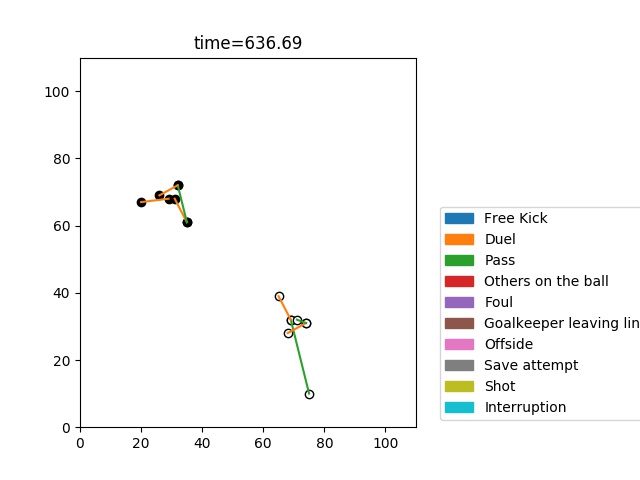 time=636.69
100
80
60
40
20
0
0 20 40 60 80 100
Free Kick
Duel
Pass
Others on the ball
Foul
Goalkeeper leaving lin
Offside
Save attempt
Shot
Interruption